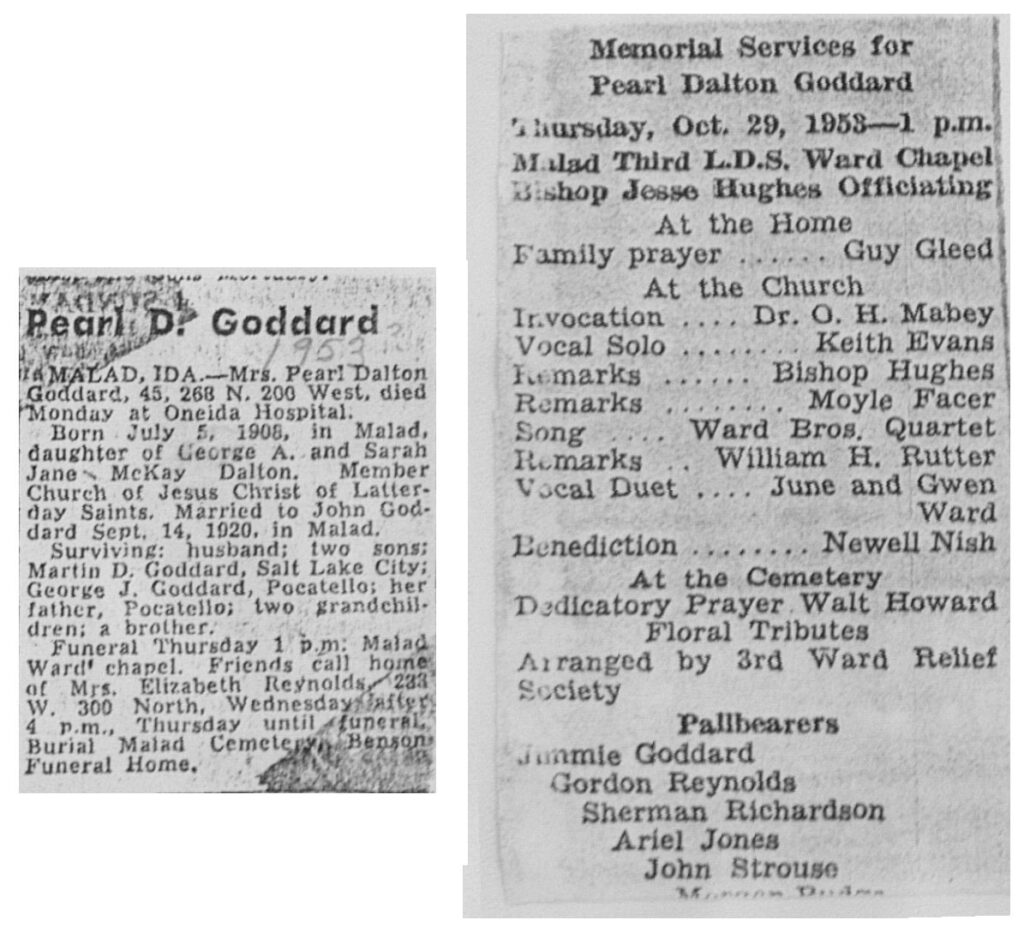 Pearl D. Goddard
1953
MALAD, IDA.—Mrs. Pearl Dalton
Goddard, 45, 268 N. 200 West, died
Monday at Oneida Hospital.
Born July 5, 1908, in Malad,
daughter of George A. and Sarah
Jane McKay Dalton. Member
Church of Jesus Christ of Latter-
day Saints. Married to John God-
dard Sept. 14, 1920, in Malad.
Surviving: husband; two sons;
Martin D. Goddard, Salt Lake City;
George J. Goddard, Pocatello; her
father, Pocatello; two grandchil-
dren; a brother.
Funeral Thursday 1 p.m. Malad
Ward chapel. Friends call home
of Mrs. Elizabeth Reynolds, 233
W. 300 North, Wednesday after
4 p.m., Thursday until funeral.
Burial Malad Cemetery, Benson
Funeral Home.
Memorial Services for
Pearl Dalton Goddard
Thursday, Oct. 29, 1953—1 p.m.
Malad Third L.D.S. Ward Chapel
Bishop Jesse Hughes Officiating
At the Home
Family prayer ...... Guy Gleed
At the Church
Invocation .... Dr. O. H. Mabey
Vocal Solo ........ Keith Evans
Remarks ...... Bishop Hughes
Remarks ......... Moyle Facer
Song .... Ward Bros. Quartet
Remarks .. William H. Rutter
Vocal Duet .... June and Gwen
Ward
Benediction ........ Newell Nish
At the Cemetery
Dedicatory Prayer Walt Howard
Floral Tributes
Arranged by 3rd Ward Relief
Society
Pallbearers
Jimmie Goddard
Gordon Reynolds
Sherman Richardson
Ariel Jones
John Strouse